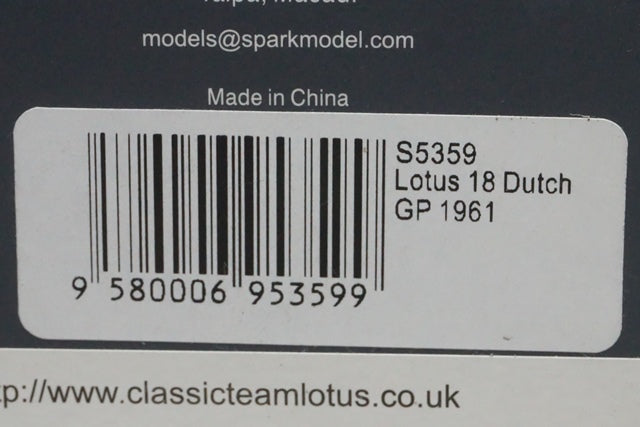 models@sparkmodel.com
Made in China
S5359
Lotus 18 Dutch
GP 1961
9 580006 953599
tp://www.classicteamlotus.co.uk